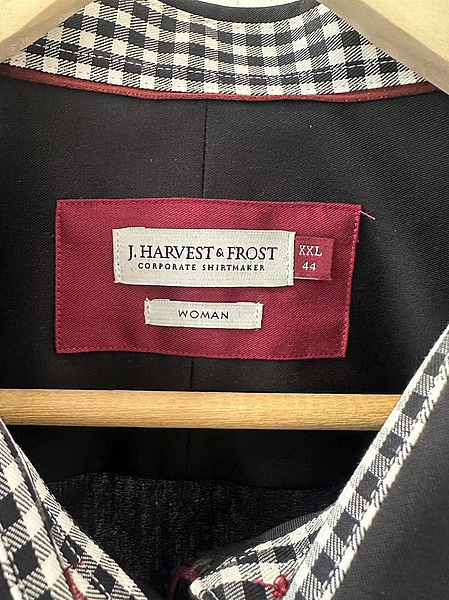 J. HARVEST & FROST
CORPORATE SHIRTMAKER
XXL
44
WOMAN